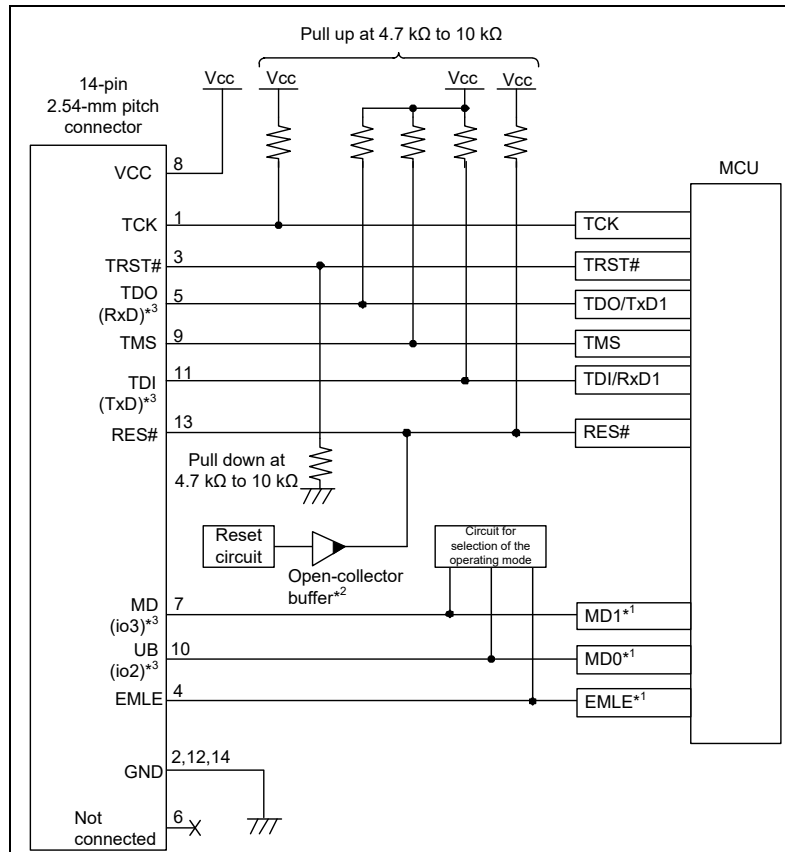 Pull up at 4.7 kΩ to 10 kΩ
14-pin
2.54-mm pitch
connector
Vcc
Vcc
Vcc
Vcc
MCU
VCC
8
TCK
1
TCK
TRST#
3
TRST#
TDO
(RxD)*3
5
TDO/TxD1
TMS
9
TMS
TDI
(TxD)*3
11
TDI/RxD1
RES#
13
RES#
Pull down at
4.7 kΩ to 10 kΩ
Reset
circuit
Open-collector
buffer*2
Circuit for
selection of the
operating mode
MD
(io3)*3
7
MD1*1
UB
(io2)*3
10
MD0*1
EMLE
4
EMLE*1
GND
2,12,14
Not
connected
6